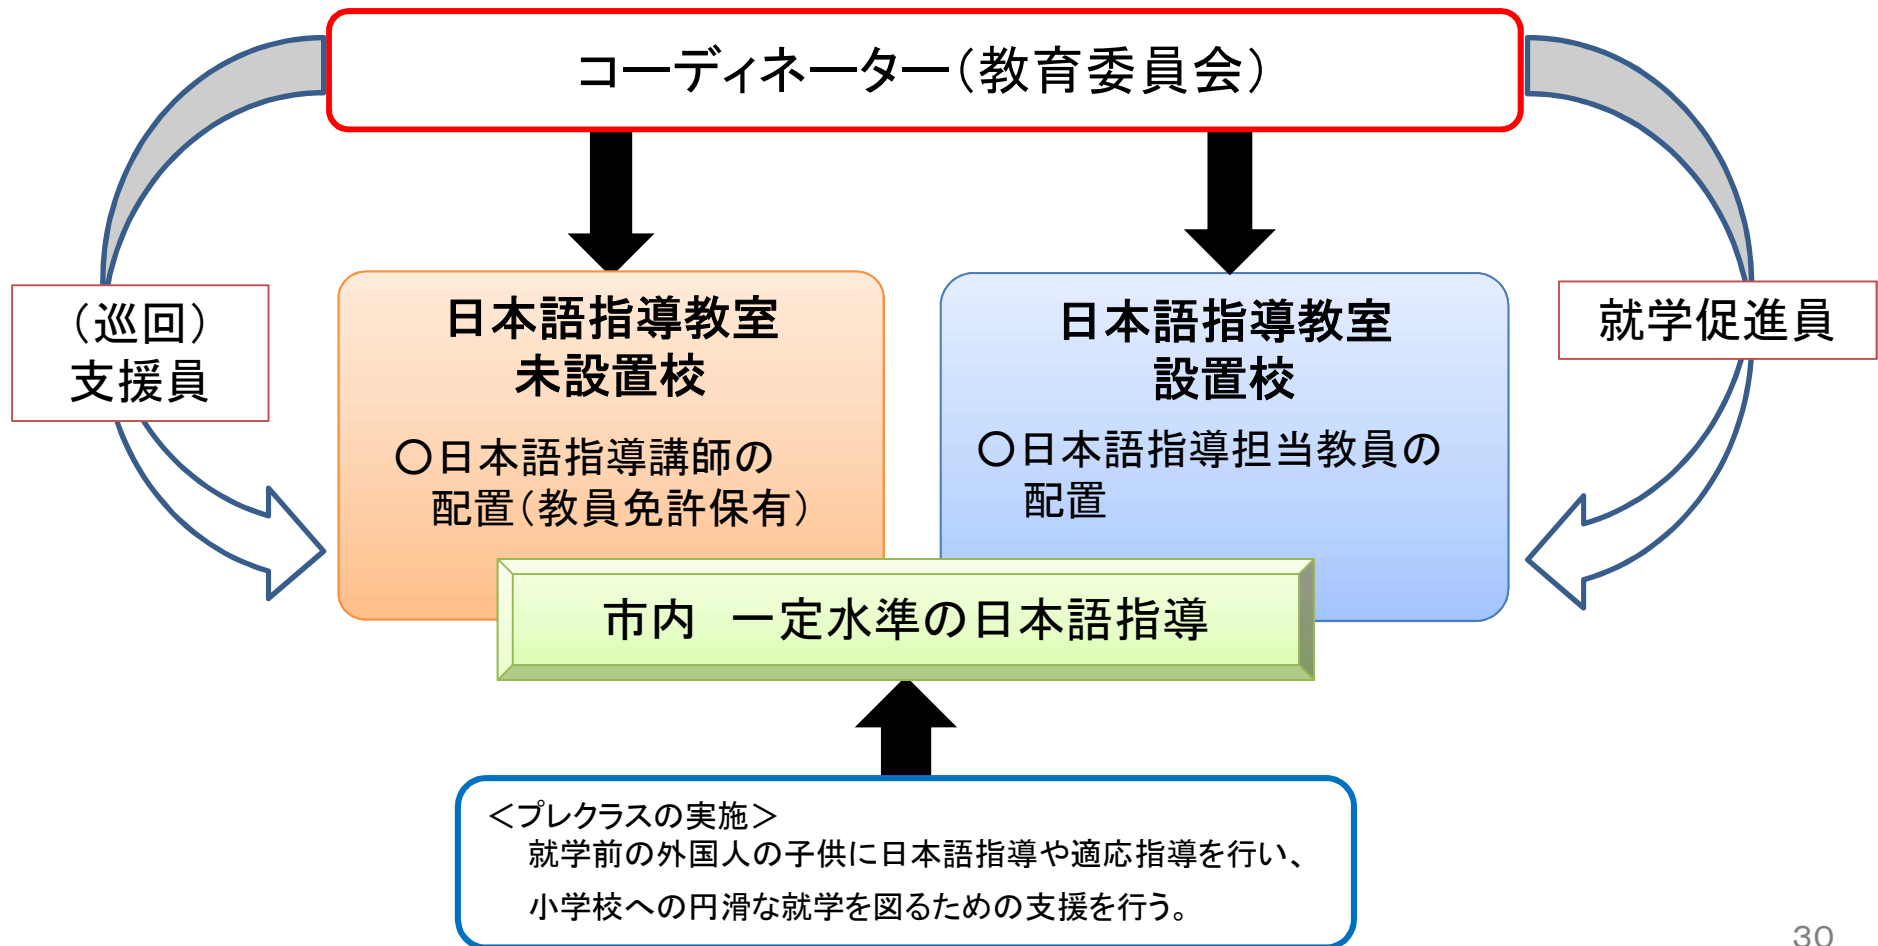 コーディネーター（教育委員会）
（巡回）
支援員
日本語指導教室
未設置校
○日本語指導講師の
配置（教員免許保有）
日本語指導教室
設置校
○日本語指導担当教員の
配置
就学促進員
市内　一定水準の日本語指導
＜プレクラスの実施＞
就学前の外国人の子供に日本語指導や適応指導を行い、
小学校への円滑な就学を図るための支援を行う。
30